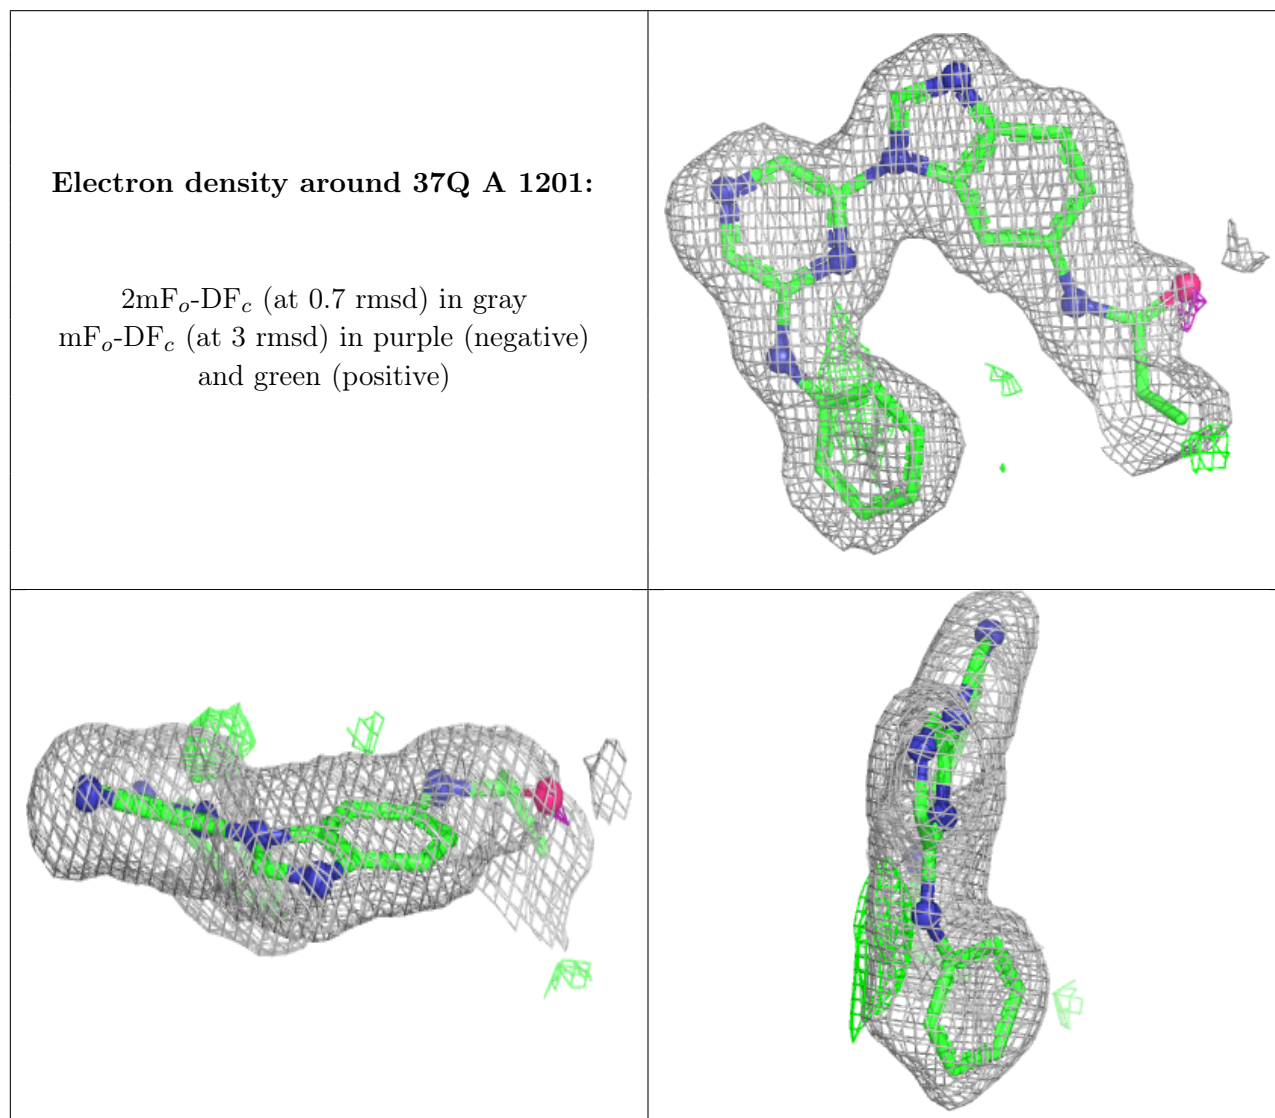 Electron density around 37Q A 1201:
2mFₒ-DF𝒸 (at 0.7 rmsd) in gray
mFₒ-DF𝒸 (at 3 rmsd) in purple (negative)
and green (positive)